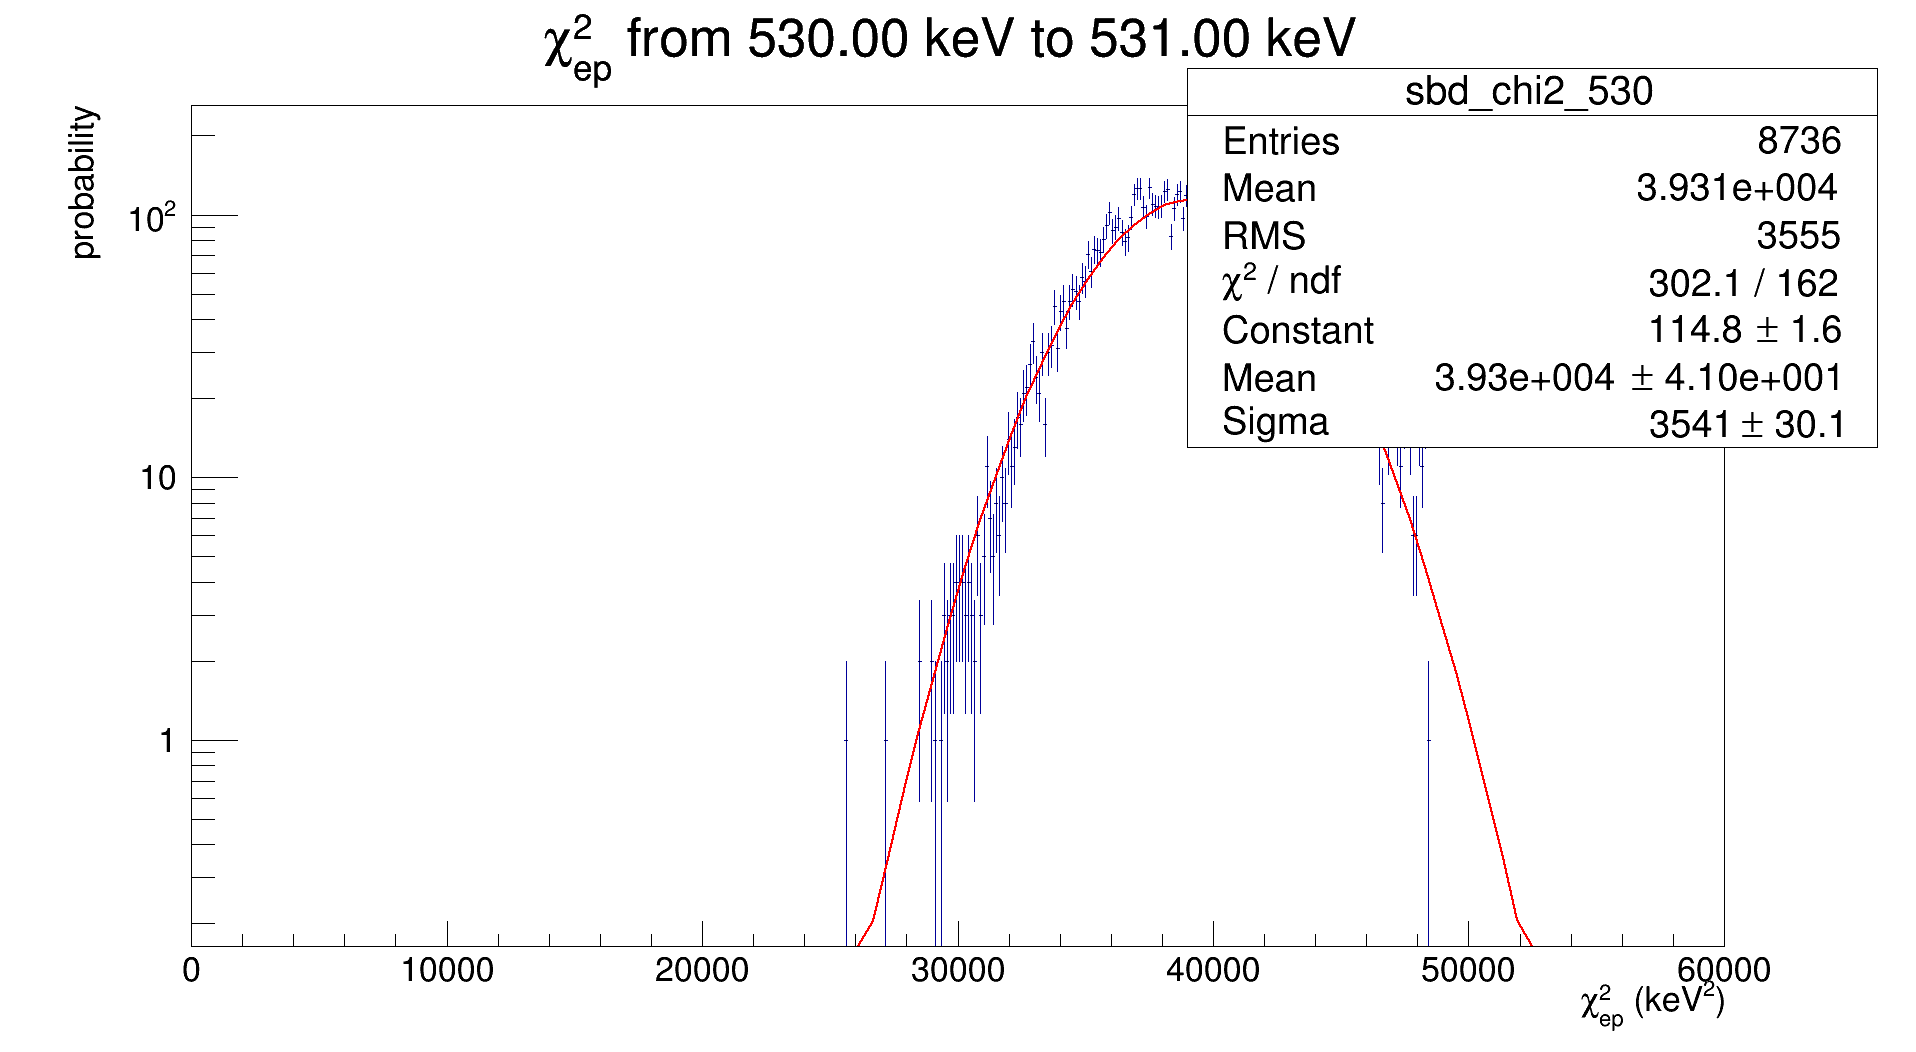 χ²ep from 530.00 keV to 531.00 keV
sbd_chi2_530
Entries 8736
Mean 3.931e+004
RMS 3555
χ² / ndf 302.1 / 162
Constant 114.8 ± 1.6
Mean 3.93e+004 ± 4.10e+001
Sigma 3541 ± 30.1
probability
10²
10
1
0 10000 20000 30000 40000 50000 60000
χ²ep (keV²)